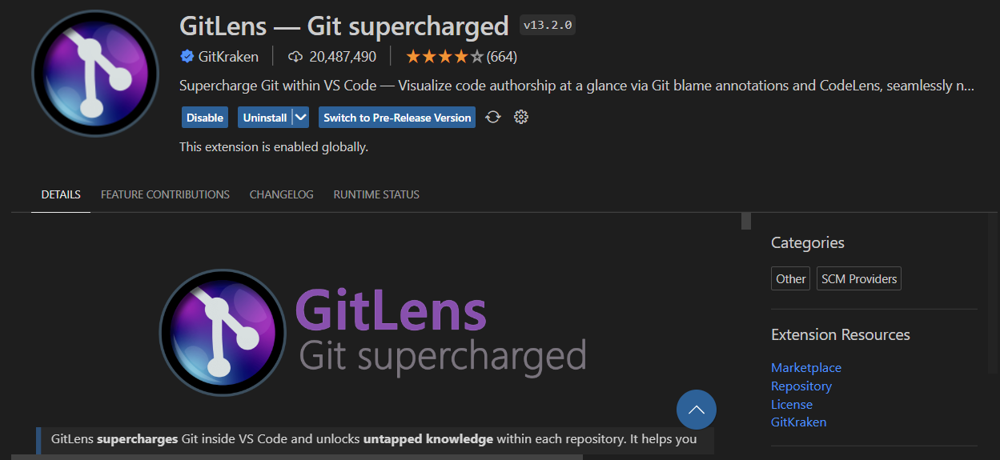 GitLens — Git supercharged v13.2.0
GitKraken 20,487,490 (664)
Supercharge Git within VS Code — Visualize code authorship at a glance via Git blame annotations and CodeLens, seamlessly n...
Disable Uninstall Switch to Pre-Release Version
This extension is enabled globally.
DETAILS FEATURE CONTRIBUTIONS CHANGELOG RUNTIME STATUS
GitLens
Git supercharged
GitLens supercharges Git inside VS Code and unlocks untapped knowledge within each repository. It helps you
Categories
Other SCM Providers
Extension Resources
Marketplace
Repository
License
GitKraken